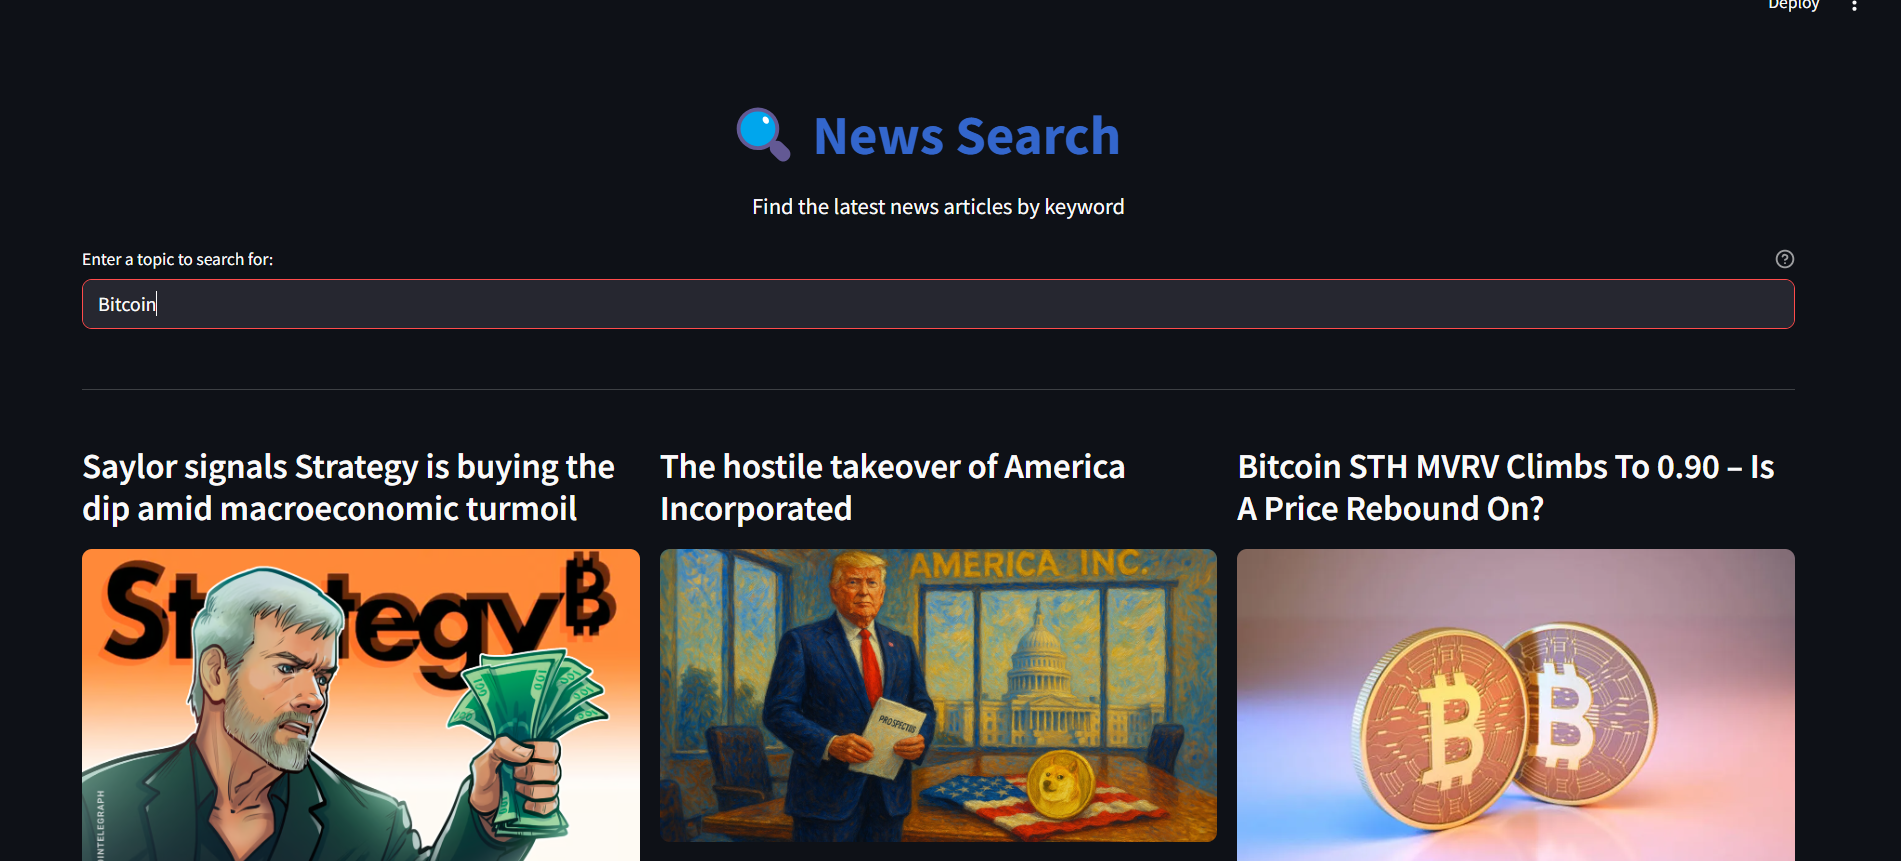 Deploy
News Search
Find the latest news articles by keyword
Enter a topic to search for:
Bitcoin
Saylor signals Strategy is buying the
dip amid macroeconomic turmoil
The hostile takeover of America
Incorporated
Bitcoin STH MVRV Climbs To 0.90 – Is
A Price Rebound On?
Strategy
AMERICA INC.
PROSPECTUS
OINTELEGRAPH
100